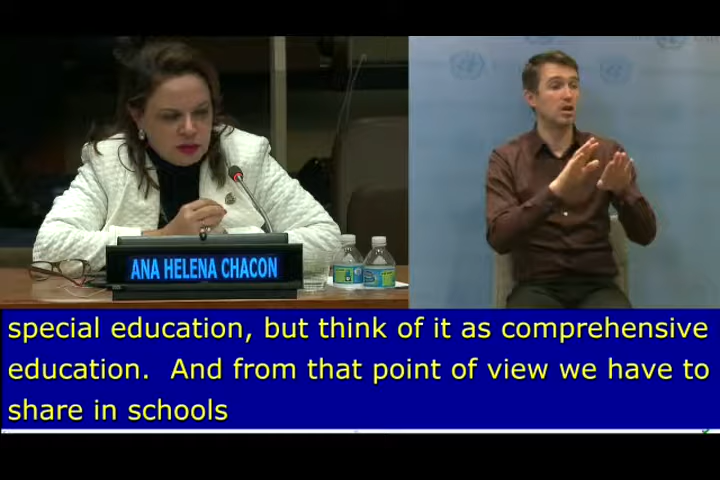 ANA HELENA CHACON
special education, but think of it as comprehensive
education.  And from that point of view we have to
share in schools